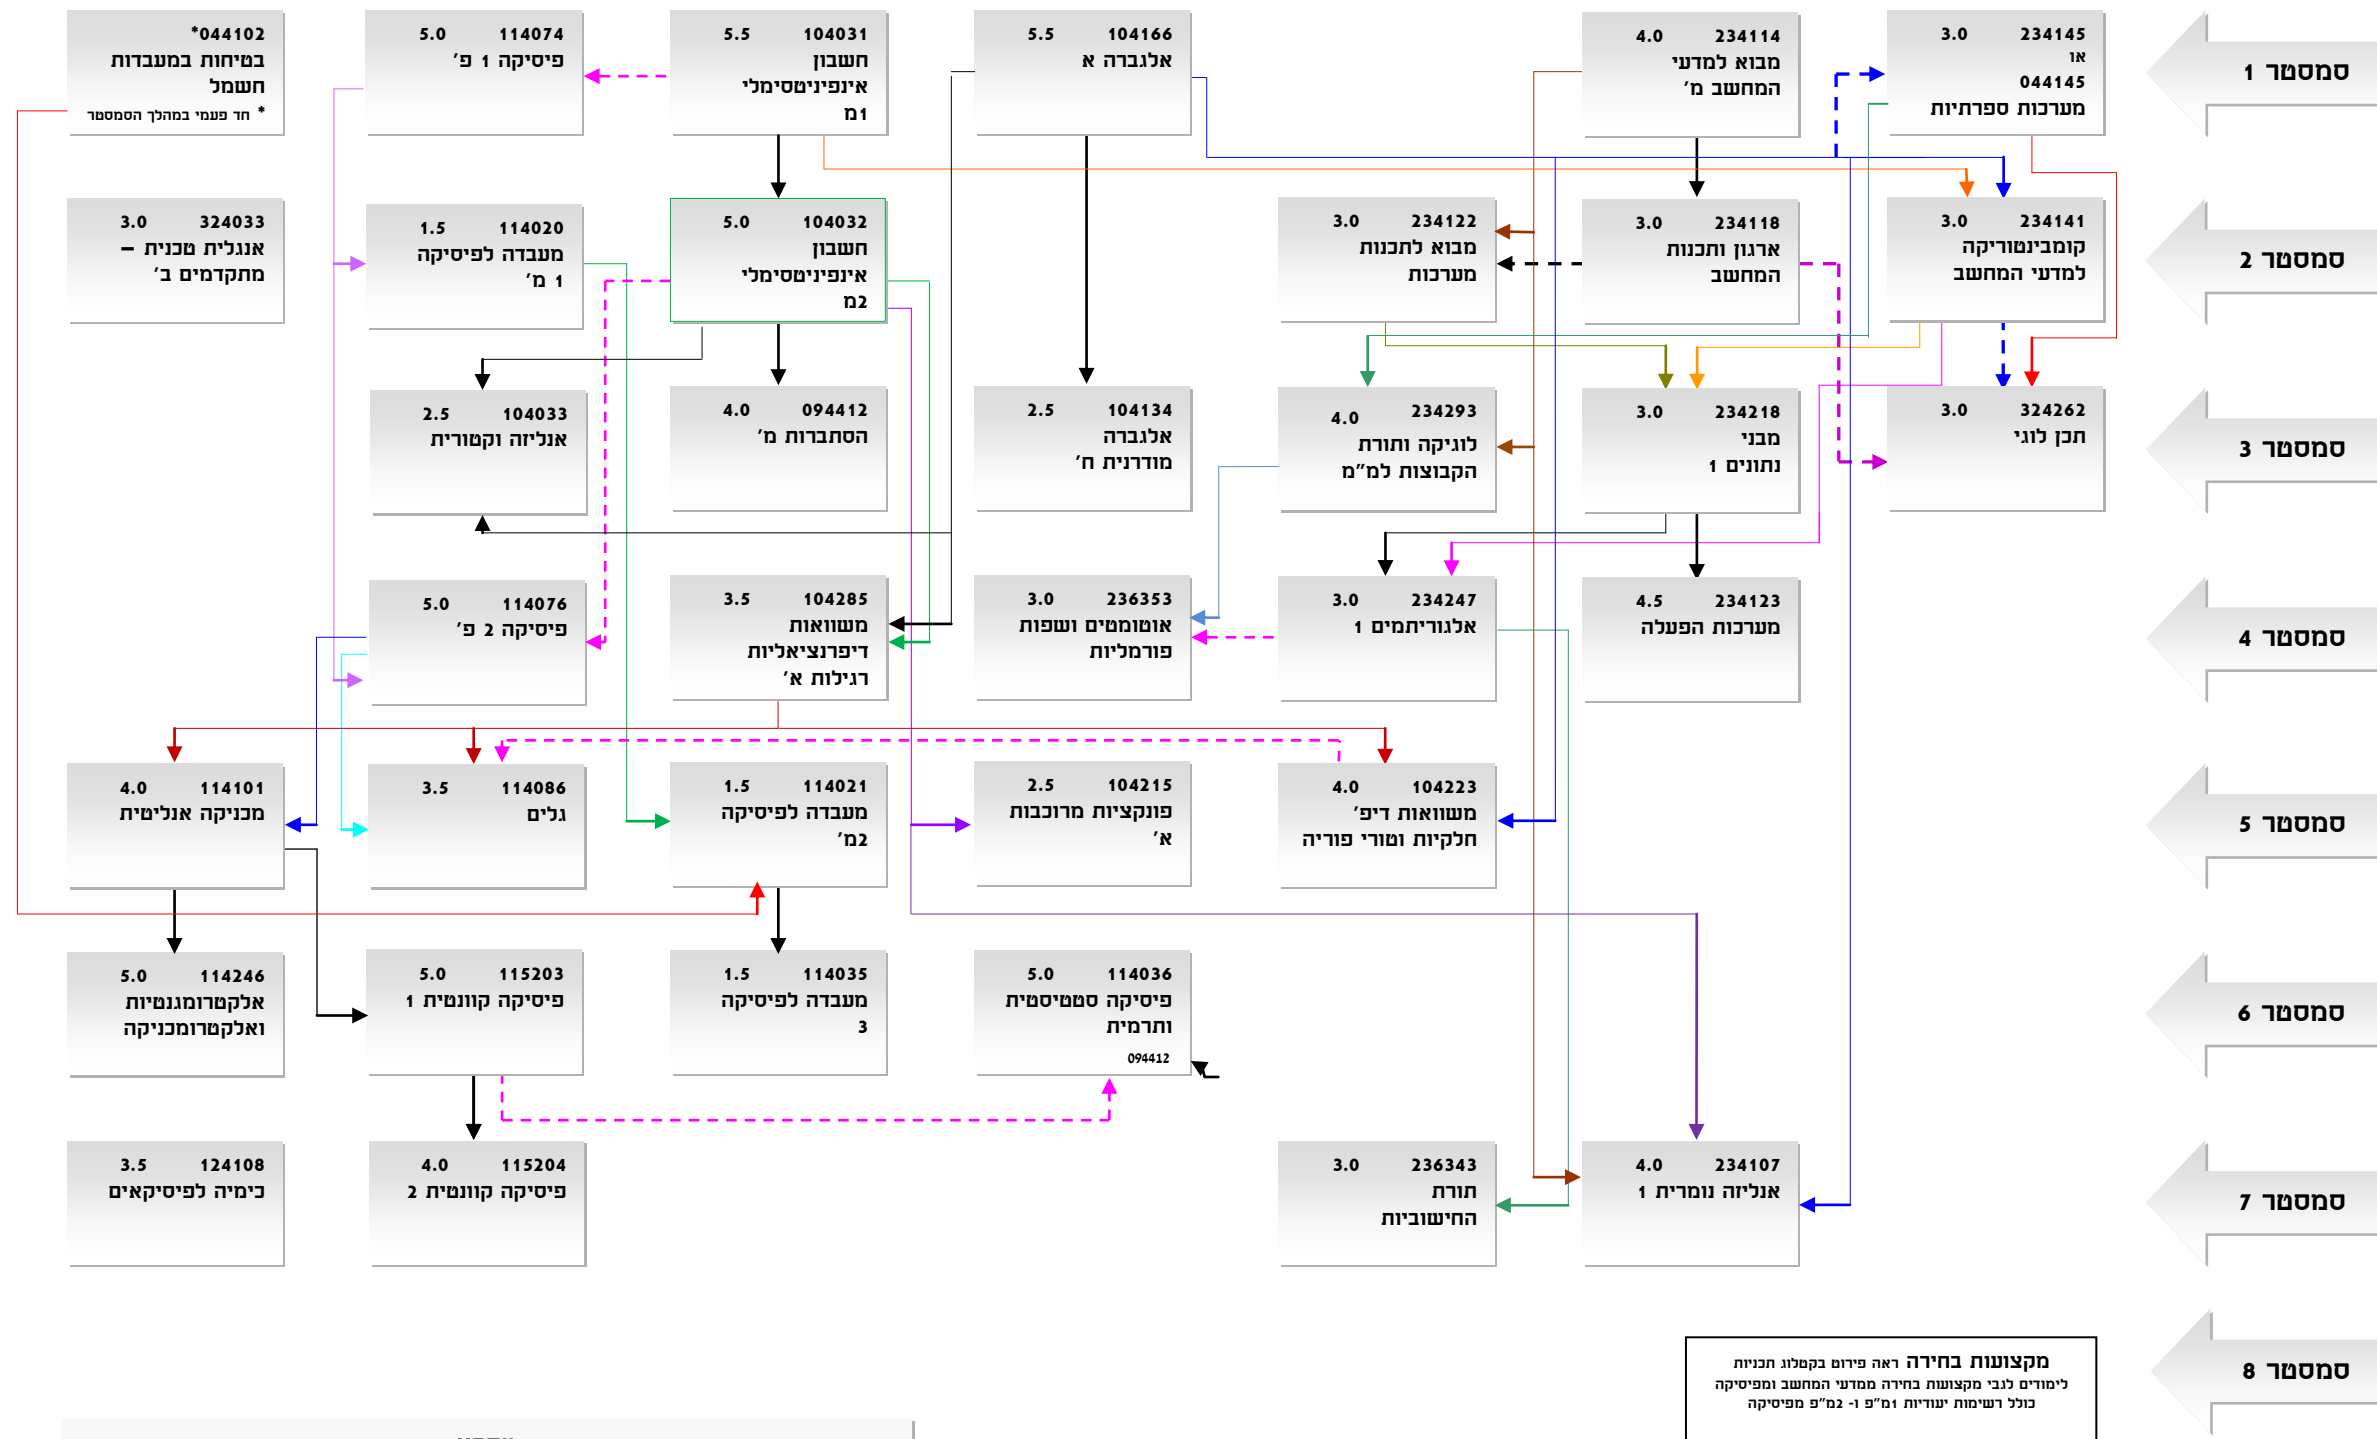 סמסטר 1
234145 3.0
או
044145
מערכות ספרתיות
234114 4.0
מבוא למדעי
המחשב מ'
104166 5.5
אלגברה א
104031 5.5
חשבון
אינפיניטסימלי
1מ
114074 5.0
פיסיקה 1 פ'
044102*
בטיחות במעבדות
חשמל
* חד פעמי במהלך הסמסטר
סמסטר 2
234141 3.0
קומבינטוריקה
למדעי המחשב
234118 3.0
ארגון ותכנות
המחשב
234122 3.0
מבוא לתכנות
מערכות
104032 5.0
חשבון
אינפיניטסימלי
2מ
114020 1.5
מעבדה לפיסיקה
1 מ'
324033 3.0
אנגלית טכנית –
מתקדמים ב'
סמסטר 3
324262 3.0
תכן לוגי
234218 3.0
מבני
נתונים 1
234293 4.0
לוגיקה ותורת
הקבוצות למ"מ
104134 2.5
אלגברה
מודרנית ח'
094412 4.0
הסתברות מ'
104033 2.5
אנליזה וקטורית
סמסטר 4
234123 4.5
מערכות הפעלה
234247 3.0
אלגוריתמים 1
236353 3.0
אוטומטים ושפות
פורמליות
104285 3.5
משוואות
דיפרנציאליות
רגילות א'
114076 5.0
פיסיקה 2 פ'
סמסטר 5
104223 4.0
משוואות דיפ'
חלקיות וטורי פוריה
104215 2.5
פונקציות מרוכבות
א'
114021 1.5
מעבדה לפיסיקה
2מ'
114086 3.5
גלים
114101 4.0
מכניקה אנליטית
סמסטר 6
114036 5.0
פיסיקה סטטיסטית
ותרמית
094412
114035 1.5
מעבדה לפיסיקה
3
115203 5.0
פיסיקה קוונטית 1
114246 5.0
אלקטרומגנטיות
ואלקטרומכניקה
סמסטר 7
234107 4.0
אנליזה נומרית 1
236343 3.0
תורת
החישוביות
115204 4.0
פיסיקה קוונטית 2
124108 3.5
כימיה לפיסיקאים
סמסטר 8
מקצועות בחירה ראה פירוט בקטלוג תכניות
לימודים לגבי מקצועות בחירה ממדעי המחשב ומפיסיקה
כולל רשימות יעודיות 1מ"פ ו- 2מ"פ מפיסיקה